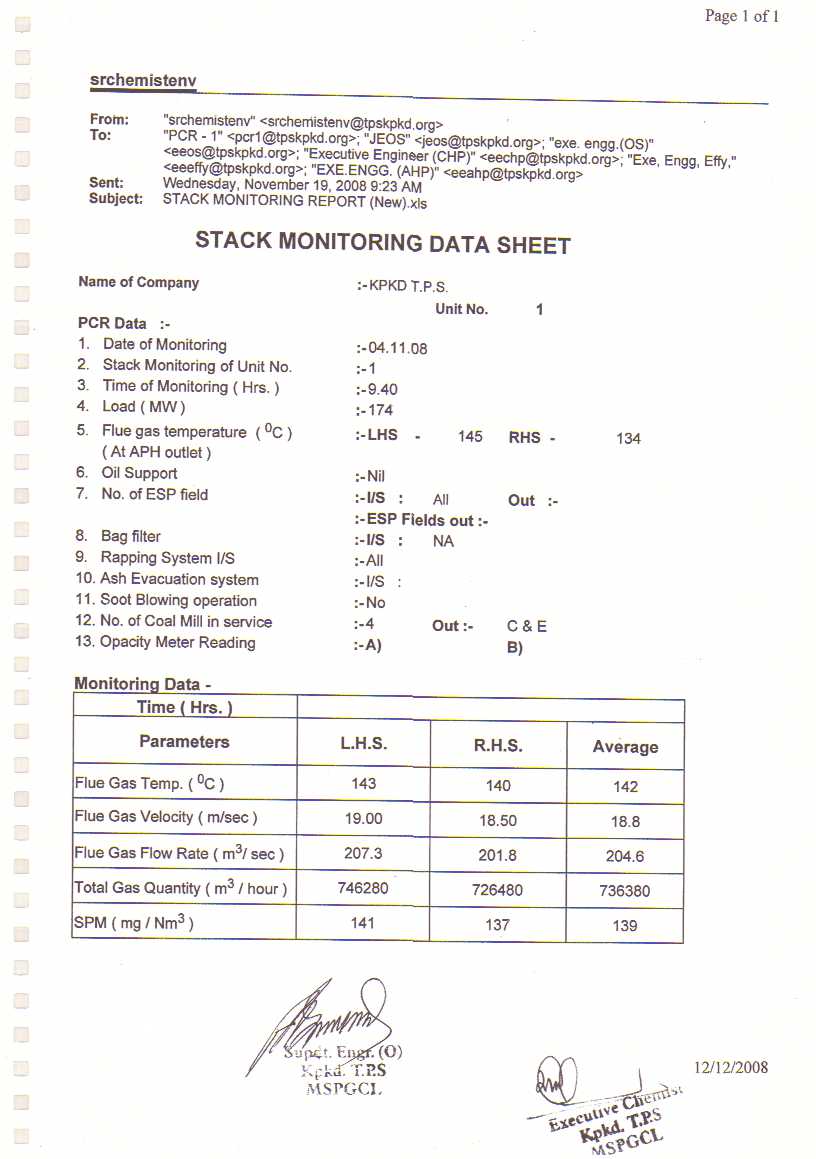 Page 1 of 1
srchemistenv
From: "srchemistenv" <srchemistenv@tpskpkd.org>
To: "PCR - 1" <pcr1@tpskpkd.org>; "JEOS" <jeos@tpskpkd.org>; "exe. engg.(OS)"
<eeos@tpskpkd.org>; "Executive Engineer (CHP)" <eechp@tpskpkd.org>; "Exe, Engg, Effy,"
<eeeffy@tpskpkd.org>; "EXE.ENGG. (AHP)" <eeahp@tpskpkd.org>
Sent: Wednesday, November 19, 2008 9:23 AM
Subject: STACK MONITORING REPORT (New).xls
STACK MONITORING DATA SHEET
Name of Company :-KPKD T.P.S.
Unit No. 1
PCR Data :-
1. Date of Monitoring :-04.11.08
2. Stack Monitoring of Unit No. :-1
3. Time of Monitoring ( Hrs. ) :-9.40
4. Load ( MW ) :-174
5. Flue gas temperature ( ⁰C ) :-LHS - 145 RHS - 134
( At APH outlet )
6. Oil Support :-Nil
7. No. of ESP field :-I/S : All Out :-
:-ESP Fields out :-
8. Bag filter :-I/S : NA
9. Rapping System I/S :-All
10. Ash Evacuation system :-I/S :
11. Soot Blowing operation :-No
12. No. of Coal Mill in service :-4 Out :- C & E
13. Opacity Meter Reading :-A) B)
Monitoring Data -
Time ( Hrs. )
Parameters L.H.S. R.H.S. Average
Flue Gas Temp. ( ⁰C ) 143 140 142
Flue Gas Velocity ( m/sec ) 19.00 18.50 18.8
Flue Gas Flow Rate ( m³/ sec ) 207.3 201.8 204.6
Total Gas Quantity ( m³ / hour ) 746280 726480 736380
SPM ( mg / Nm³ ) 141 137 139
Supdt. Engr. (O)
Kpkd. T.P.S
MSPGCL
12/12/2008
Executive Chemist
Kpkd. T.P.S
MSPGCL